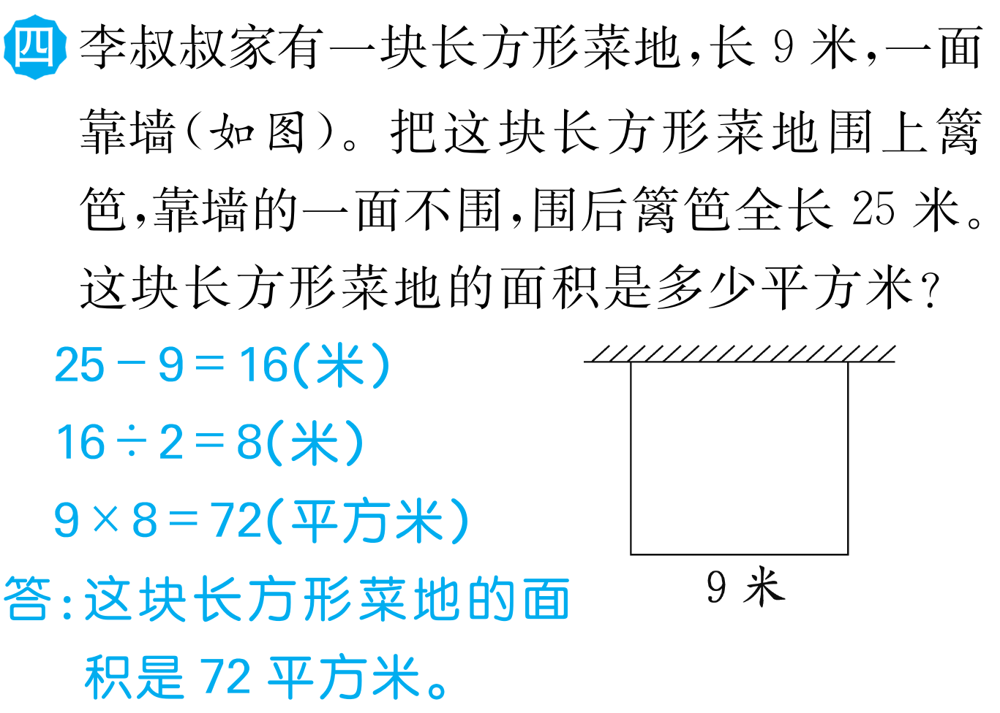 四 李叔叔家有一块长方形菜地,长 9 米,一面
靠墙(如图)。把这块长方形菜地围上篱
笆,靠墙的一面不围,围后篱笆全长 25 米。
这块长方形菜地的面积是多少平方米?
25 - 9 = 16(米)
16 ÷ 2 = 8(米)
9 × 8 = 72(平方米)
答:这块长方形菜地的面
积是 72 平方米。
9 米